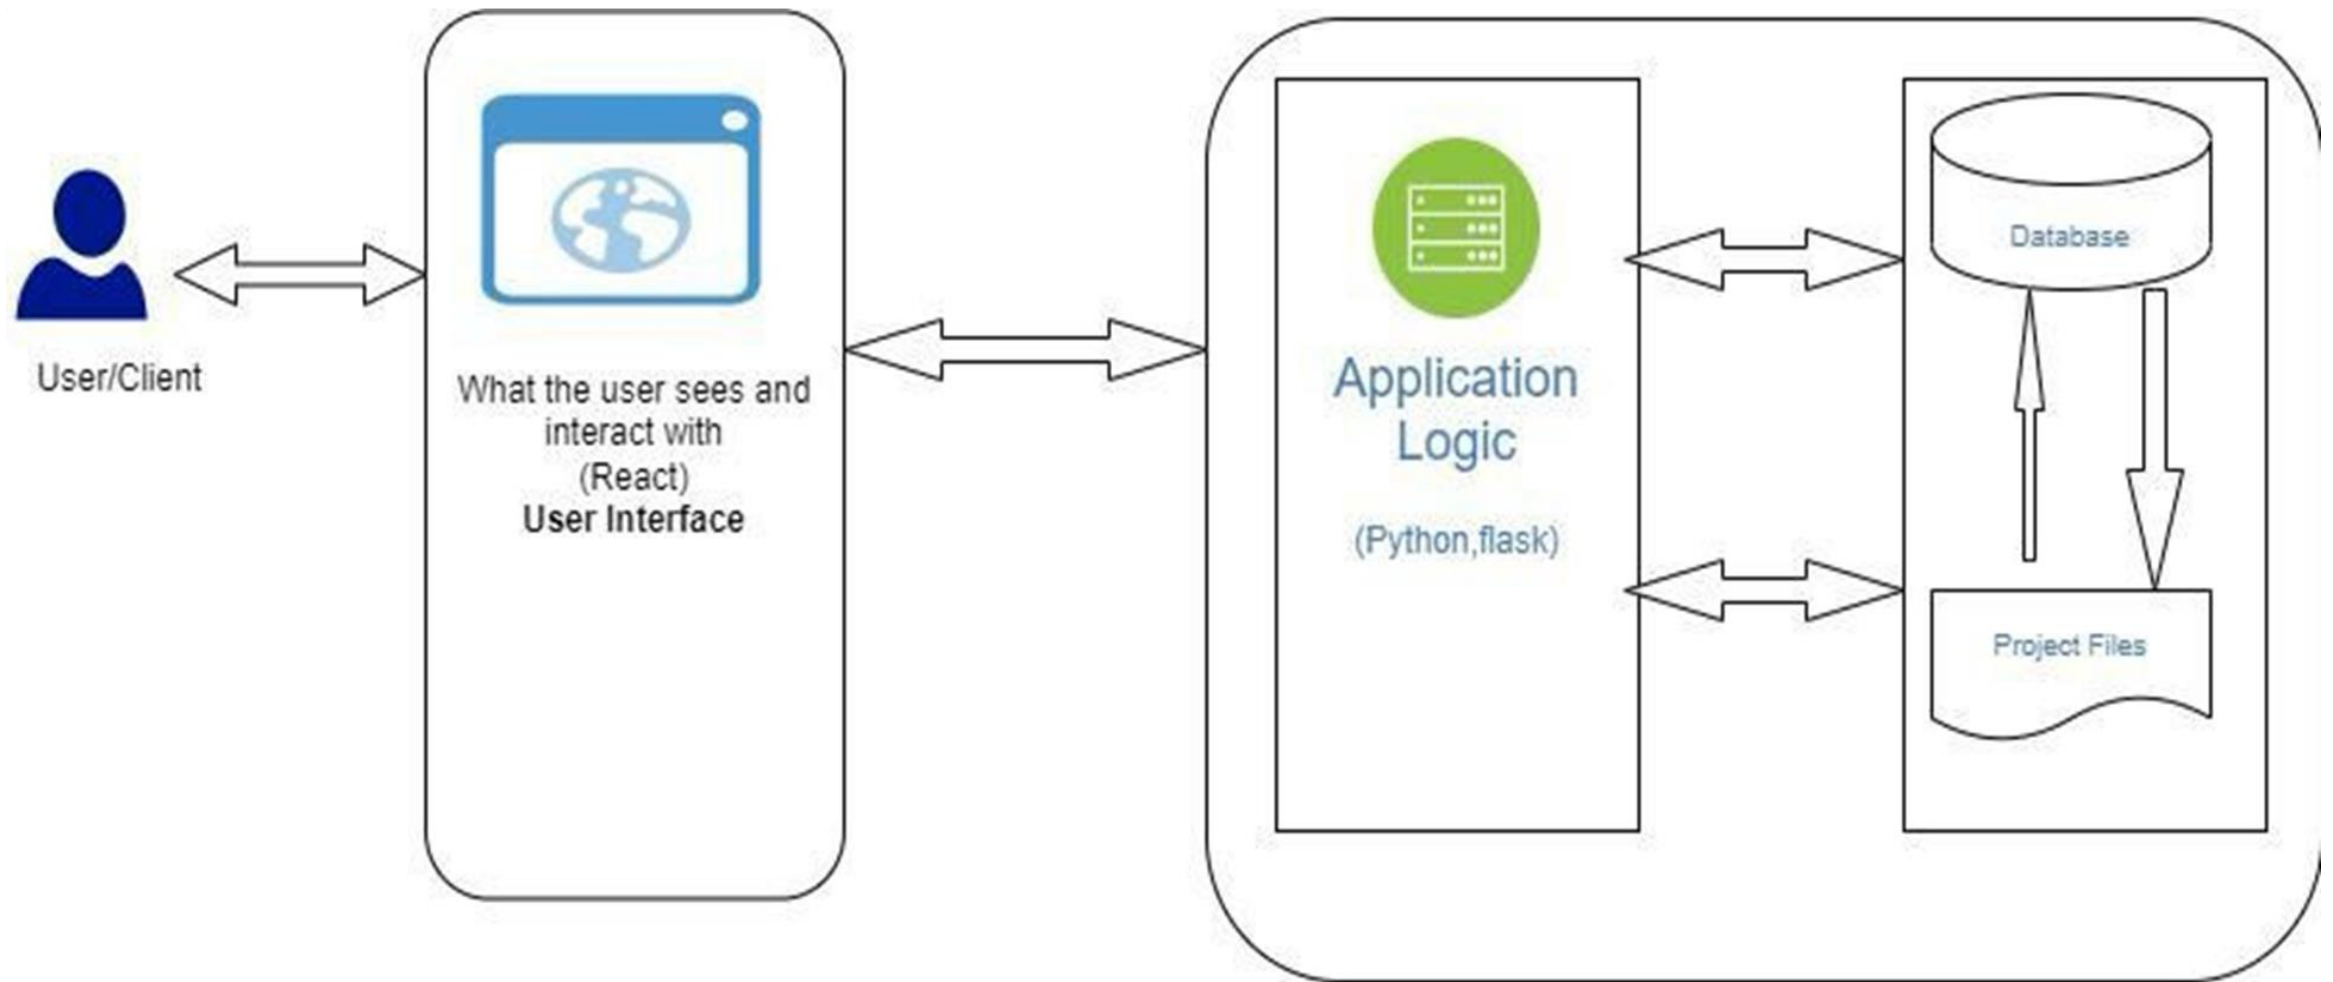 User/Client
What the user sees and
interact with
(React)
User Interface
Application
Logic
(Python,flask)
Database
Project Files